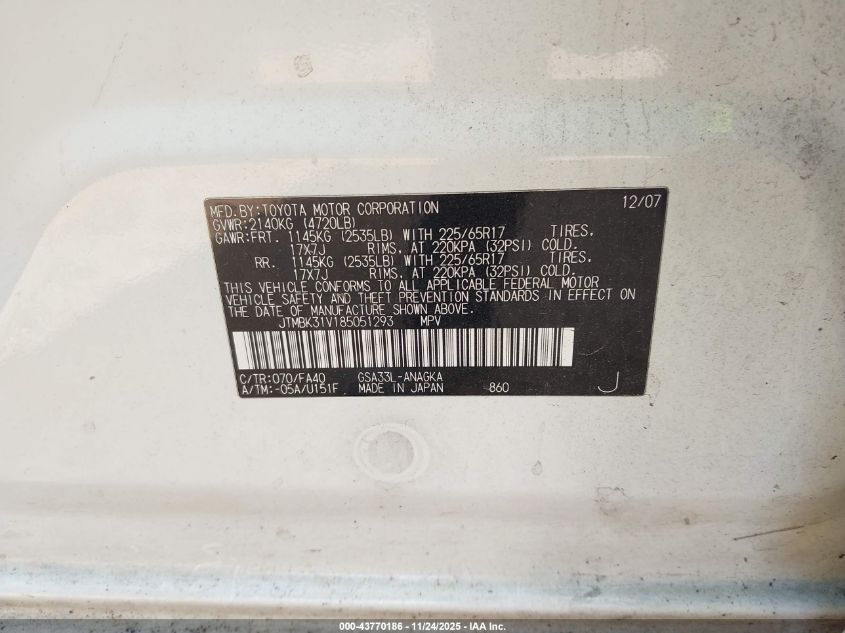 MFD. BY: TOYOTA MOTOR CORPORATION 12/07
GVWR: 2140KG (4720LB)
GAWR: FRT. 1145KG (2535LB) WITH 225/65R17 TIRES,
17X7J RIMS, AT 220KPA (32PSI) COLD.
RR. 1145KG (2535LB) WITH 225/65R17 TIRES,
17X7J RIMS, AT 220KPA (32PSI) COLD.
THIS VEHICLE CONFORMS TO ALL APPLICABLE FEDERAL MOTOR
VEHICLE SAFETY AND THEFT PREVENTION STANDARDS IN EFFECT ON
THE DATE OF MANUFACTURE SHOWN ABOVE.
JTMBK31V185051293 MPV
C/TR: 070/FA40 GSA33L-ANAGKA
A/TM: -05A/U151F MADE IN JAPAN 860 J
000-43770186 - 11/24/2025 - IAA Inc.